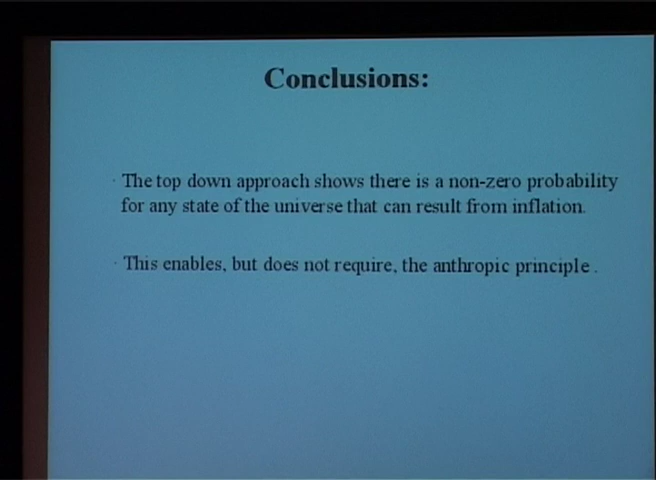 Conclusions:
· The top down approach shows there is a non-zero probability
for any state of the universe that can result from inflation.
· This enables, but does not require, the anthropic principle .